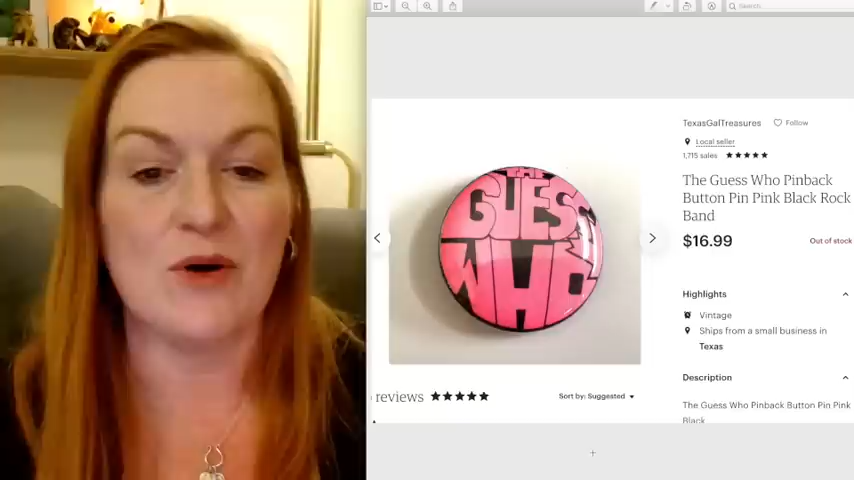 Search
TexasGalTreasures
Follow
Local seller
1,715 sales
The Guess Who Pinback
Button Pin Pink Black Rock
Band
$16.99
Out of stock
THE
GUESS
WHO
Highlights
Vintage
Ships from a small business in
Texas
Description
reviews
Sort by: Suggested
The Guess Who Pinback Button Pin Pink
Black